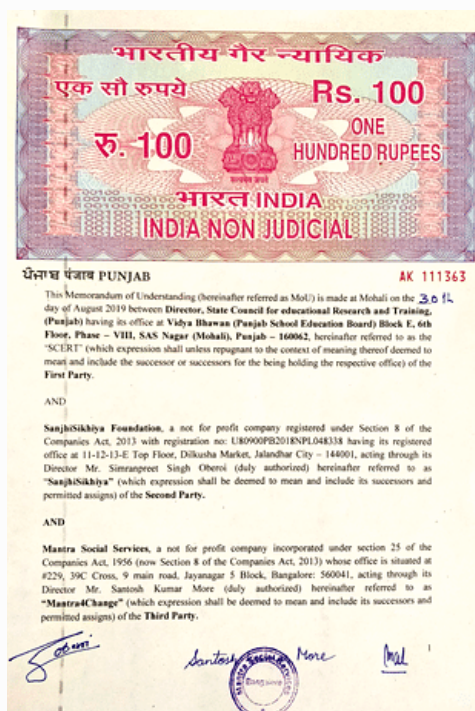 भारतीय गैर न्यायिक
एक सौ रुपये Rs. 100
रु. 100 ONE
HUNDRED RUPEES
सत्यमेव जयते
भारत INDIA
INDIA NON JUDICIAL
ਪੰਜਾਬ पंजाब PUNJAB AK 111363
This Memorandum of Understanding (hereinafter referred as MoU) is made at Mohali on the 30th
day of August 2019 between Director, State Council for educational Research and Training,
(Punjab) having its office at Vidya Bhawan (Punjab School Education Board) Block E, 6th
Floor, Phase – VIII, SAS Nagar (Mohali), Punjab – 160062, hereinafter referred to as the
"SCERT" (which expression shall unless repugnant to the context of meaning thereof deemed to
mean and include the successor or successors for the being holding the respective office) of the
First Party.
AND
SanjhiSikhiya Foundation, a not for profit company registered under Section 8 of the
Companies Act, 2013 with registration no: U80900PB2018NPL048338 having its registered
office at 11-12-13-E Top Floor, Dilkusha Market, Jalandhar City – 144001, acting through its
Director Mr. Simranpreet Singh Oberoi (duly authorized) hereinafter referred to as
"SanjhiSikhiya" (which expression shall be deemed to mean and include its successors and
permitted assigns) of the Second Party.
AND
Mantra Social Services, a not for profit company incorporated under section 25 of the
Companies Act, 1956 (now Section 8 of the Companies Act, 2013) whose office is situated at
#229, 39C Cross, 9 main road, Jayanagar 5 Block, Bangalore: 560041, acting through its
Director Mr. Santosh Kumar More (duly authorized) hereinafter referred to as
"Mantra4Change" (which expression shall be deemed to mean and include its successors and
permitted assigns) of the Third Party.
Santosh More
Mantra Social Services
Bangalore
1